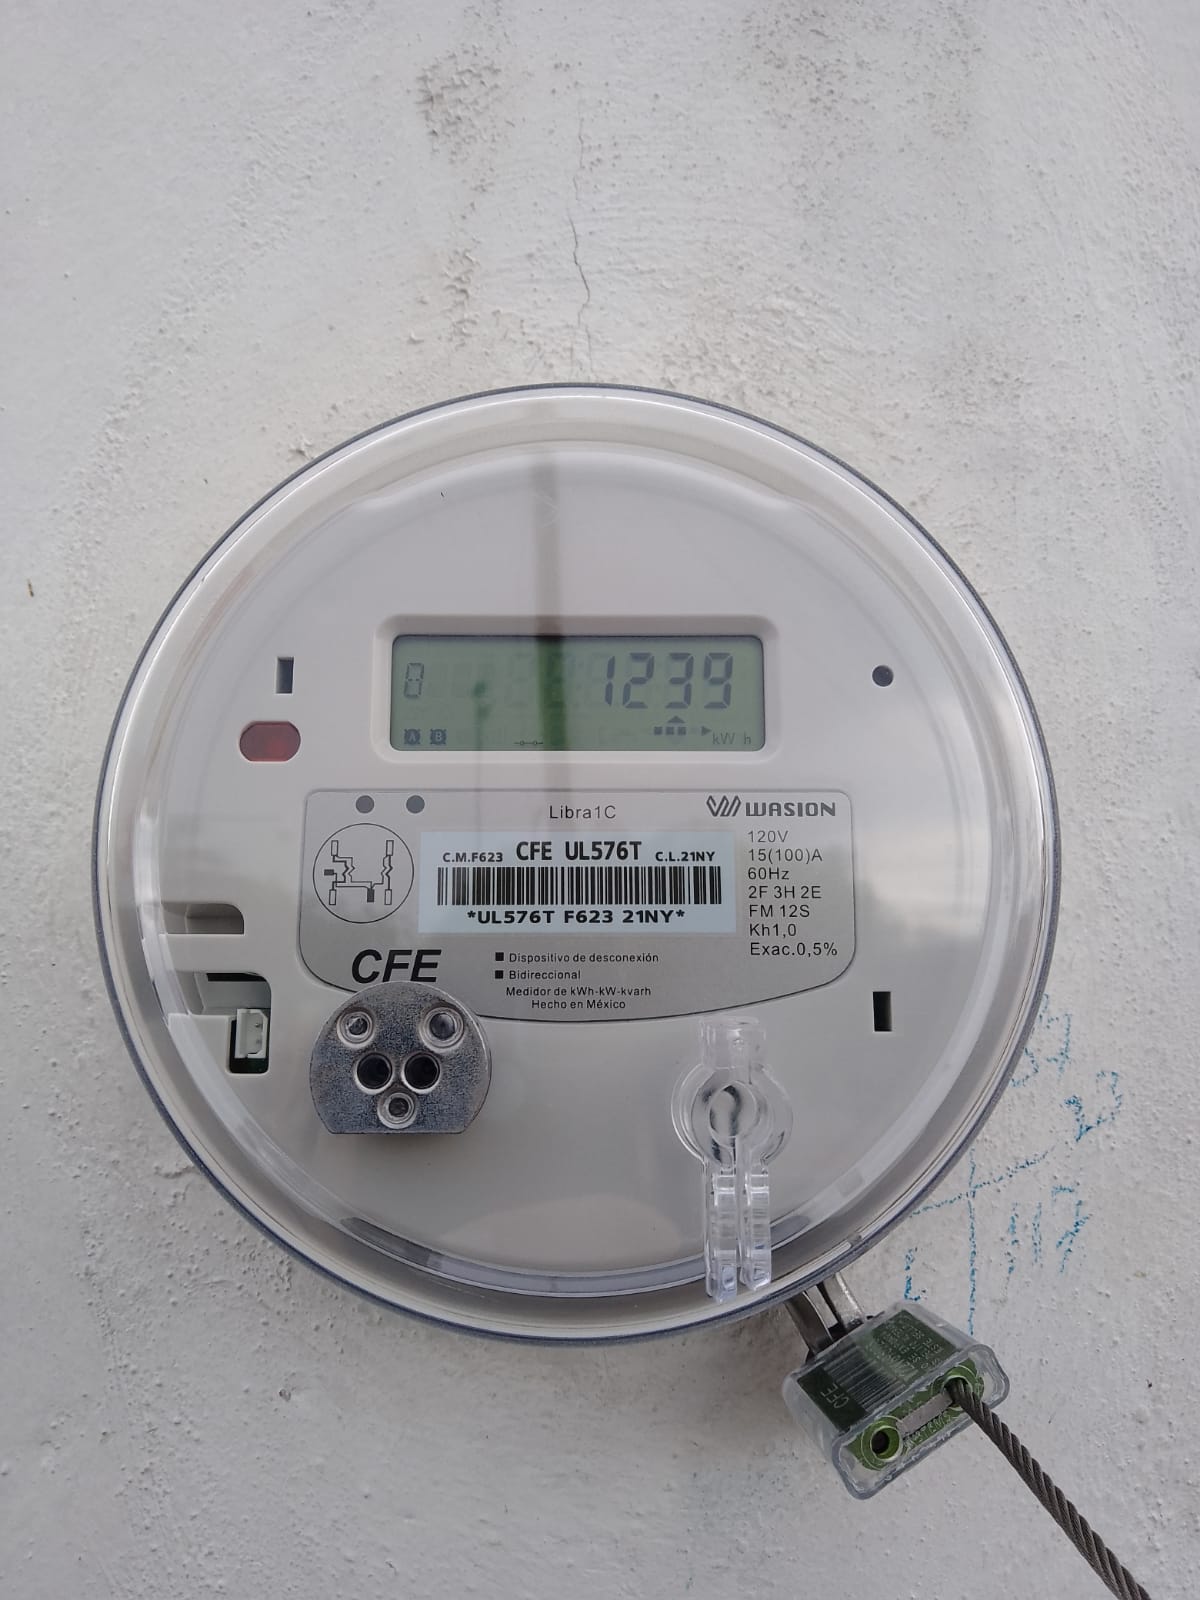 8 1239
A B kW h
Libra1C
WASION
C.M.F623 CFE UL576T C.L.21NY
*UL576T F623 21NY*
120V
15(100)A
60Hz
2F 3H 2E
FM 12S
Kh1,0
Exac.0,5%
CFE
Dispositivo de desconexión
Bidireccional
Medidor de kWh-kW-kvarh
Hecho en México
CFE